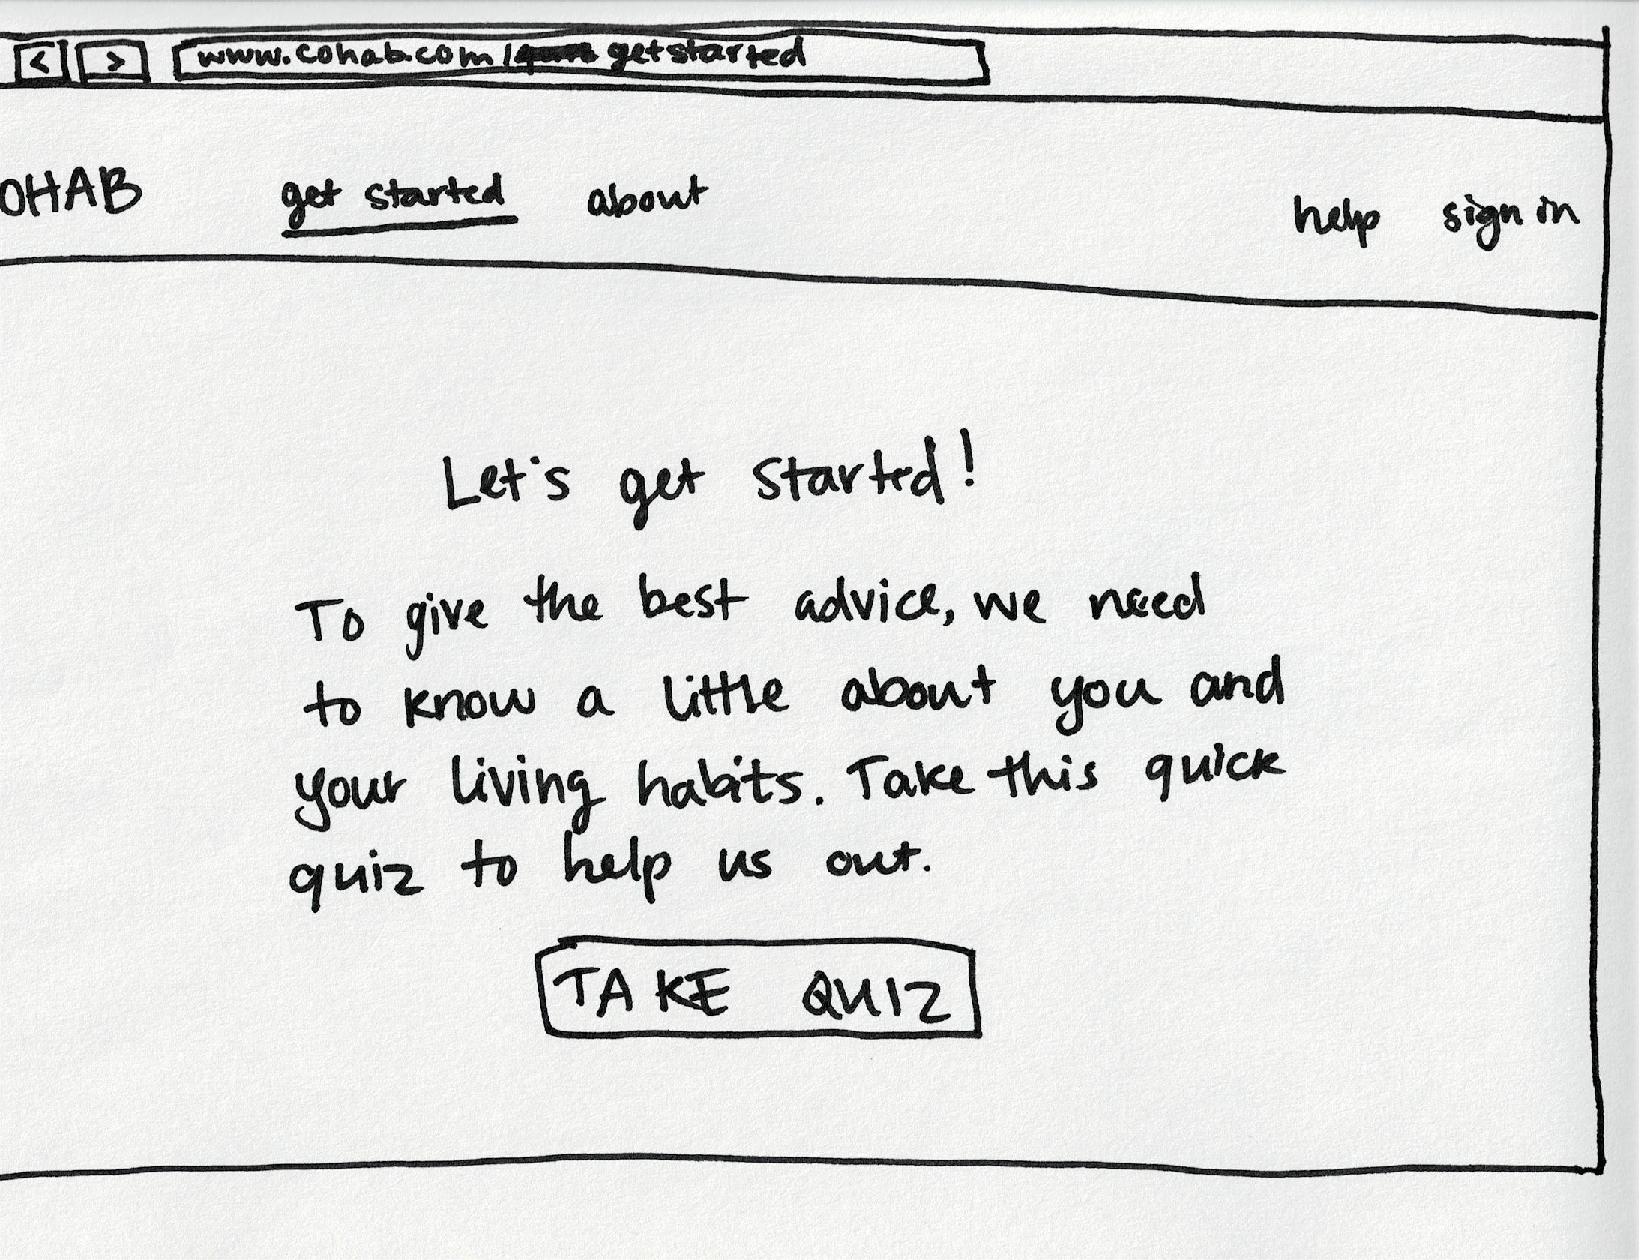 < > www.cohab.com/getstarted
OHAB get started about help sign in
Let's get started!
To give the best advice, we need
to know a little about you and
your living habits. Take this quick
quiz to help us out.
TAKE QUIZ